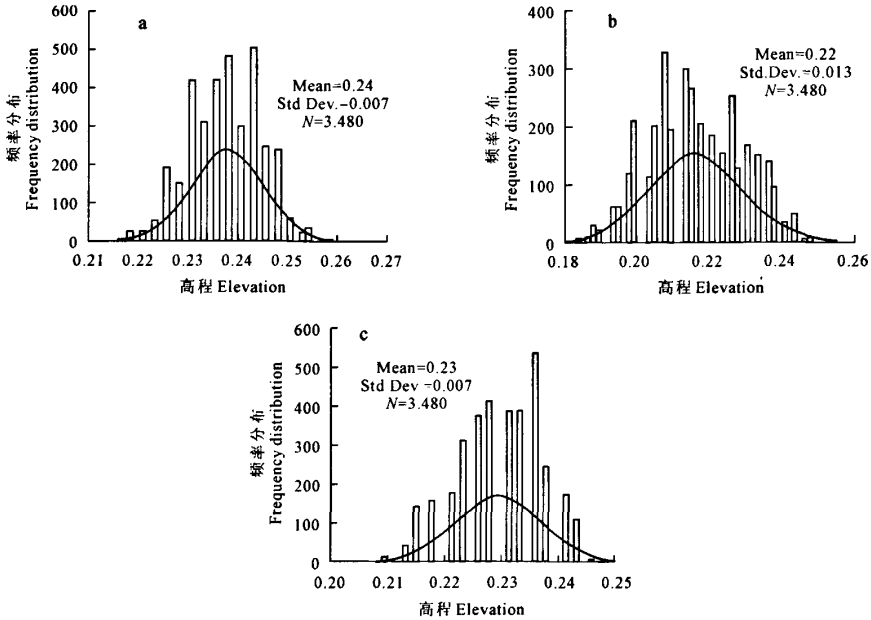 a
600
500
400
300
200
100
0
频率分布
Frequency distribution
Mean=0.24
Std Dev.-0.007
N=3.480
0.21 0.22 0.23 0.24 0.25 0.26 0.27
高程 Elevation
b
400
300
200
100
0
频率分布
Frequency distribution
Mean=0.22
Std.Dev.=0.013
N=3.480
0.18 0.20 0.22 0.24 0.26
高程 Elevation
c
600
500
400
300
200
100
0
频率分布
Frequency distribution
Mean=0.23
Std Dev =0.007
N=3.480
0.20 0.21 0.22 0.23 0.24 0.25
高程 Elevation